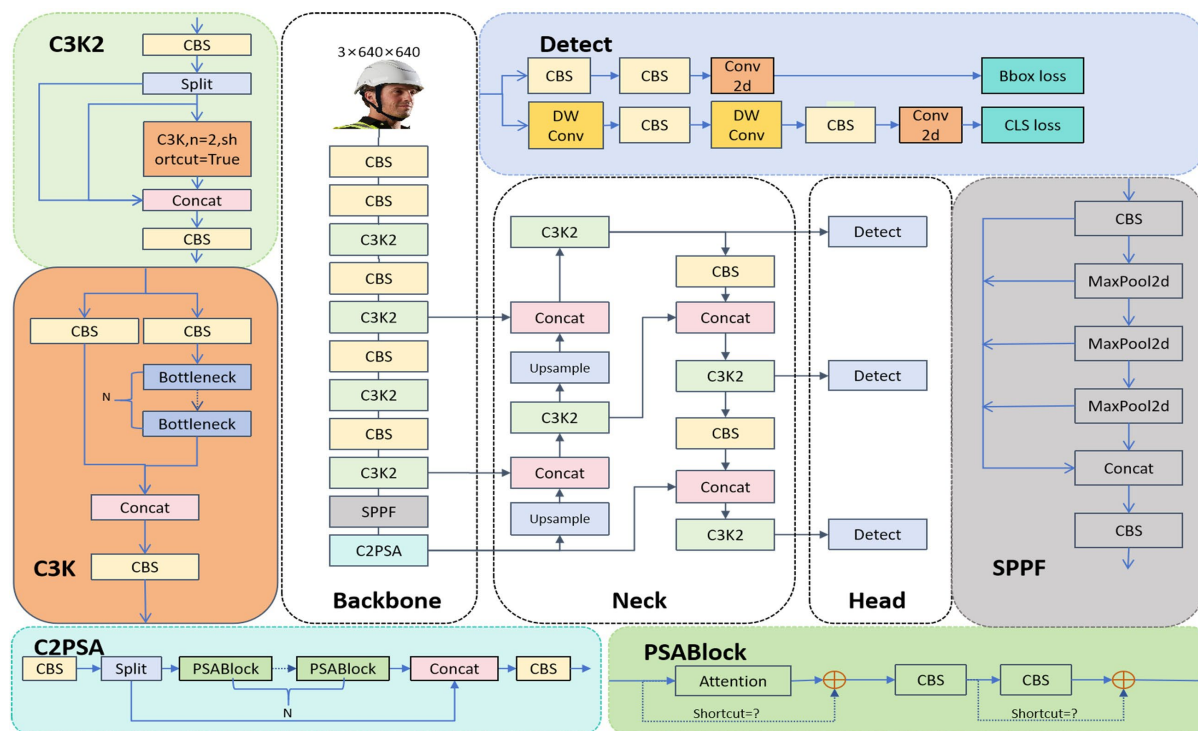 C3K2
CBS
Split
C3K,n=2,sh
ortcut=True
Concat
CBS
CBS
CBS
Bottleneck
N
Bottleneck
Concat
CBS
C3K
3×640×640
CBS
CBS
C3K2
CBS
C3K2
CBS
C3K2
CBS
C3K2
SPPF
C2PSA
Backbone
Detect
CBS
CBS
Conv
2d
Bbox loss
DW
Conv
CBS
DW
Conv
CBS
Conv
2d
CLS loss
C3K2
Concat
Upsample
C3K2
Concat
Upsample
CBS
Concat
C3K2
CBS
Concat
C3K2
Neck
Detect
Detect
Detect
Head
CBS
MaxPool2d
MaxPool2d
MaxPool2d
Concat
CBS
SPPF
C2PSA
CBS
Split
PSABlock
PSABlock
Concat
CBS
N
PSABlock
Attention
CBS
CBS
Shortcut=?
Shortcut=?